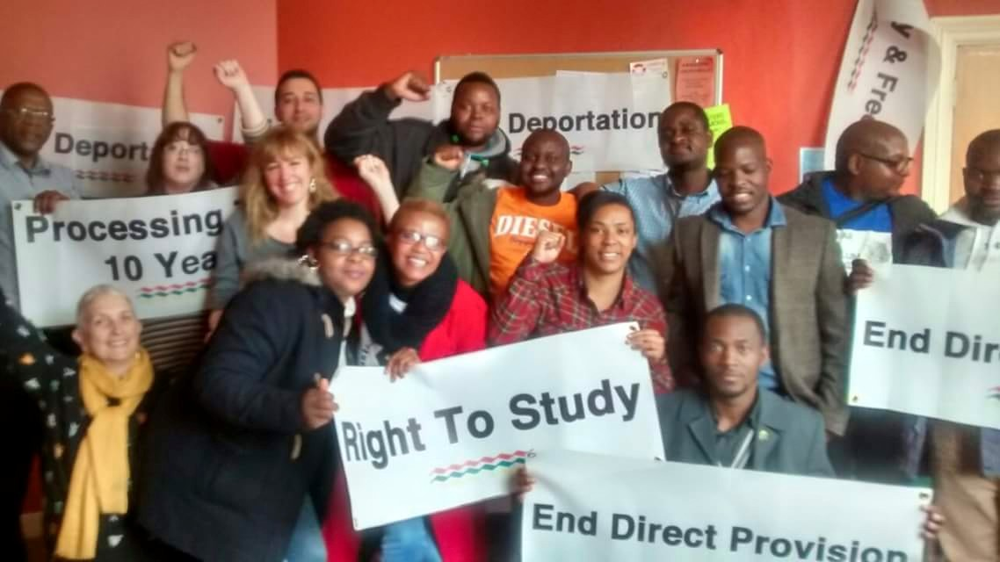 Deport
Deportation
y & Fre
Processing
10 Yea
DIESEL
Right To Study
End Dir
End Direct Provision